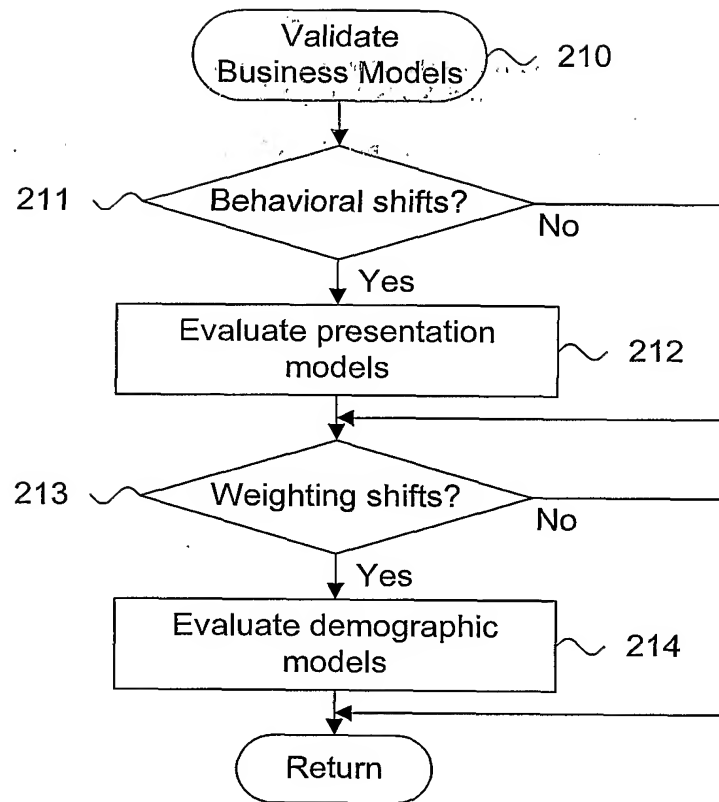 Validate
Business Models
210
211
Behavioral shifts?
No
Yes
Evaluate presentation
models
212
213
Weighting shifts?
No
Yes
Evaluate demographic
models
214
Return